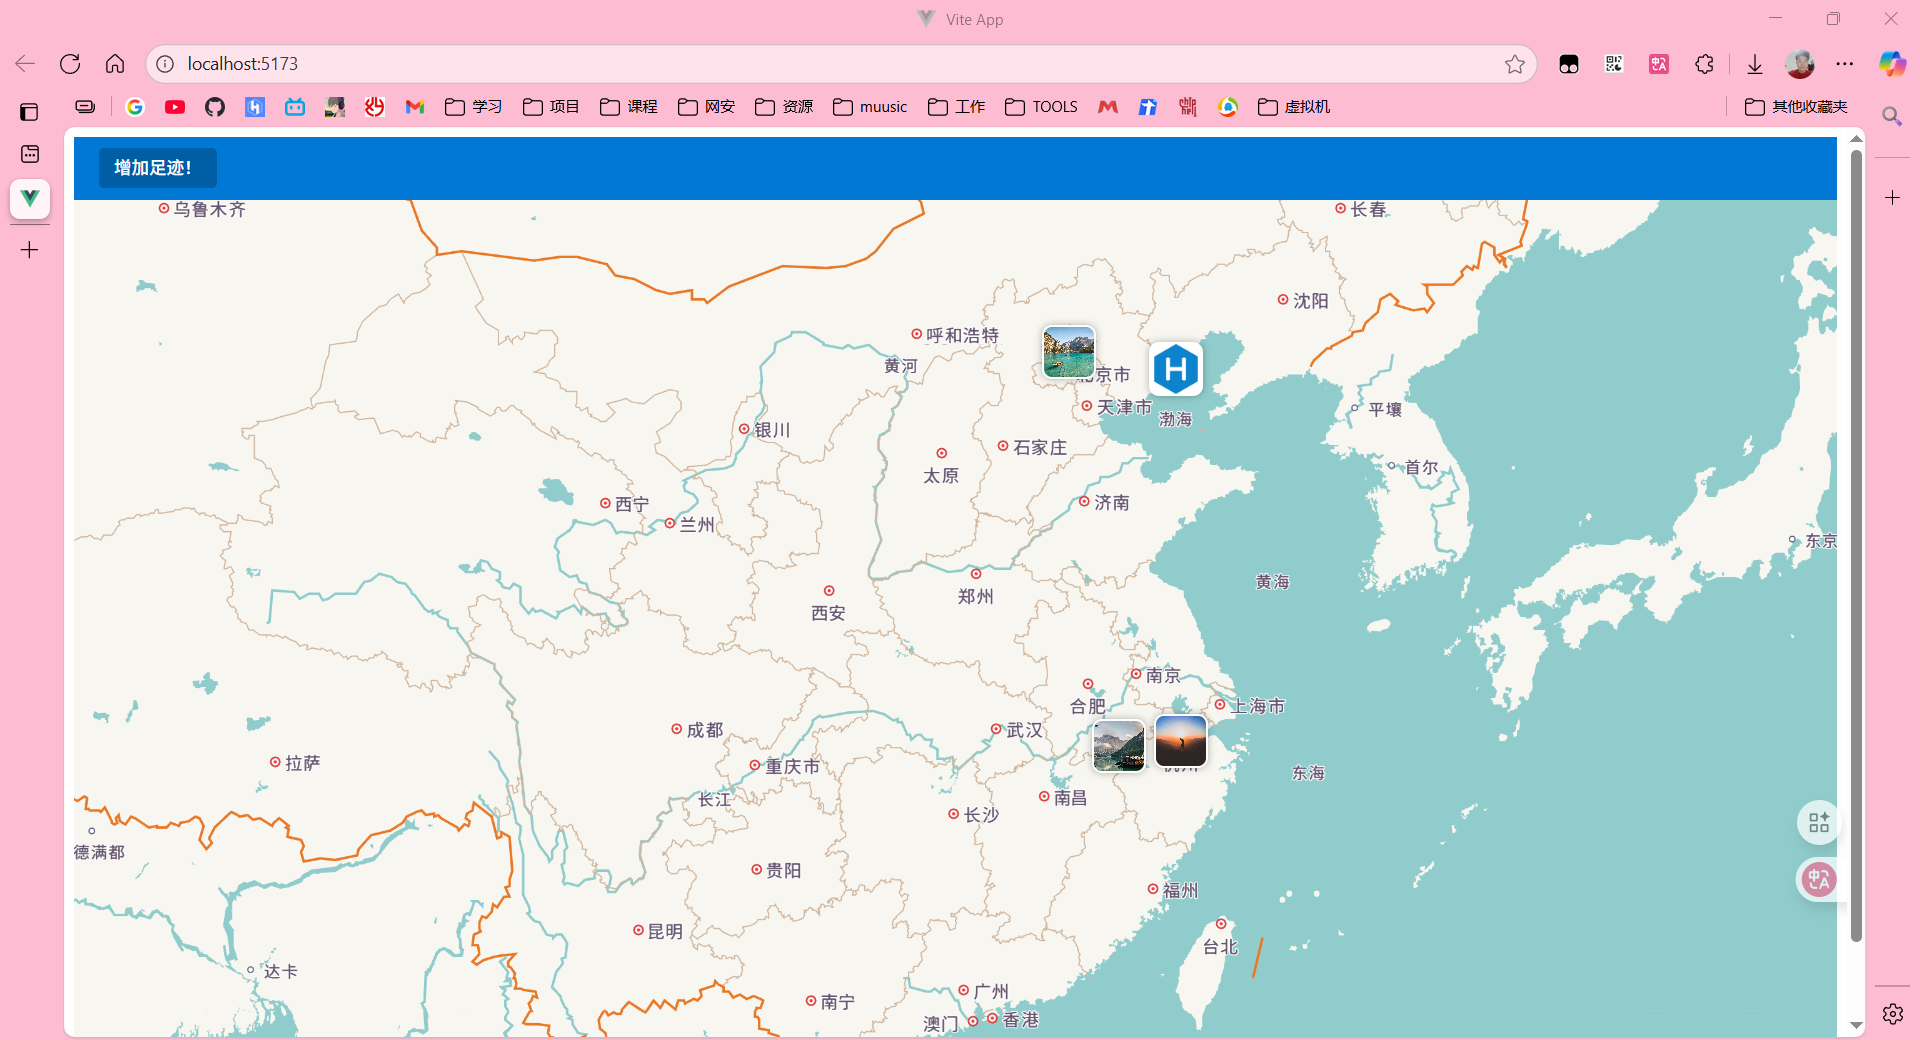 Vite App
localhost:5173
学习
项目
课程
网安
资源
muusic
工作
TOOLS
虚拟机
其他收藏夹
增加足迹!
乌鲁木齐
长春
沈阳
呼和浩特
黄河
H
北京市
天津市
渤海
平壤
银川
石家庄
太原
首尔
西宁
兰州
济南
东京
黄海
郑州
西安
南京
合肥
上海市
成都
武汉
拉萨
重庆市
杭州
东海
长江
南昌
长沙
德满都
贵阳
福州
昆明
台北
达卡
南宁
广州
澳门
香港